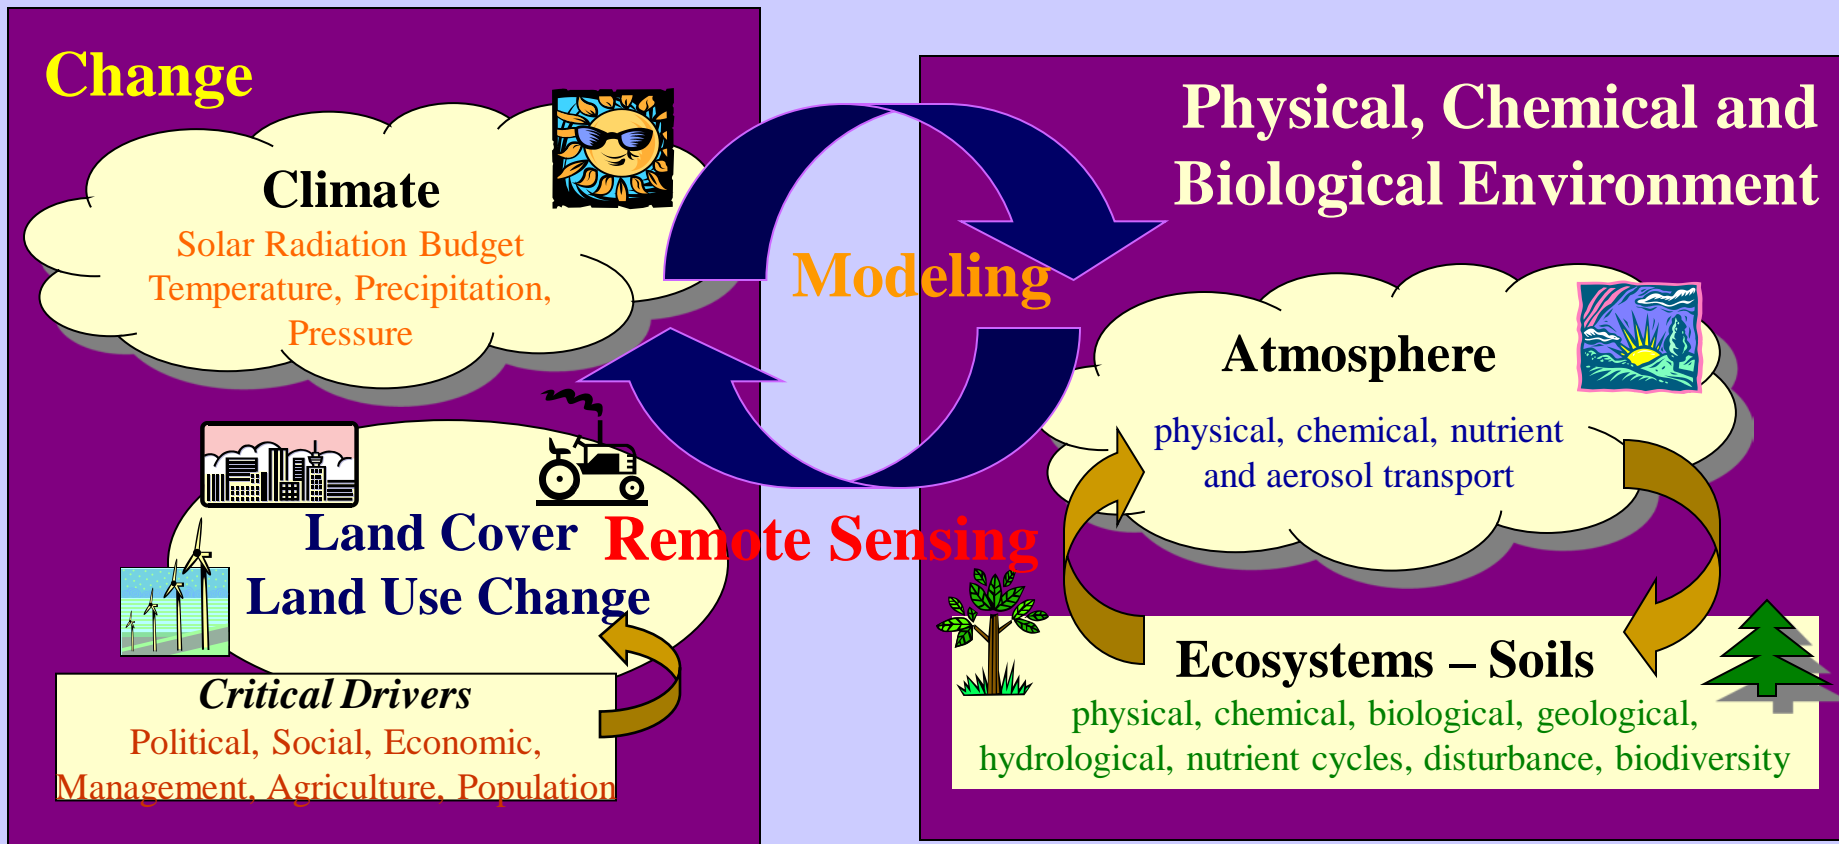 Change
Climate
Solar Radiation Budget
Temperature, Precipitation,
Pressure
Land Cover
Land Use Change
Critical Drivers
Political, Social, Economic,
Management, Agriculture, Population
Modeling
Remote Sensing
Physical, Chemical and
Biological Environment
Atmosphere
physical, chemical, nutrient
and aerosol transport
Ecosystems – Soils
physical, chemical, biological, geological,
hydrological, nutrient cycles, disturbance, biodiversity